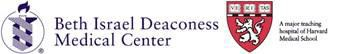 Beth Israel Deaconess
Medical Center
A major teaching
hospital of Harvard
Medical School